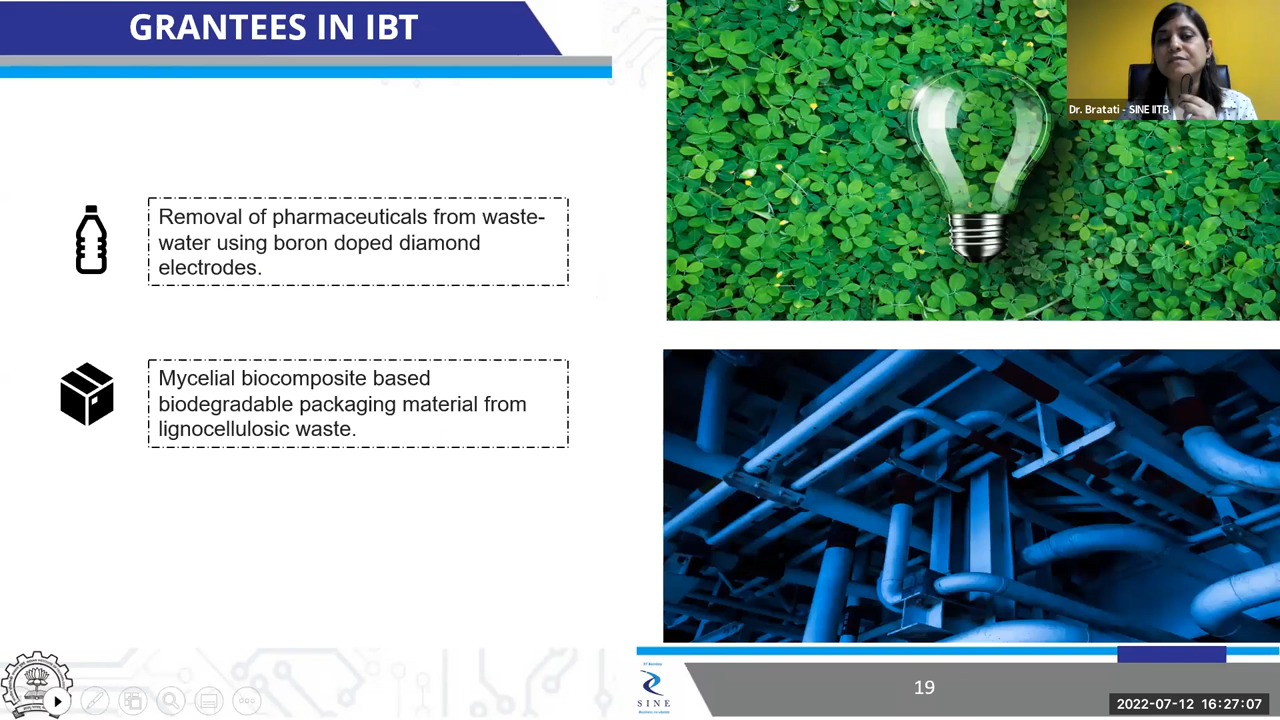 GRANTEES IN IBT
Dr. Bratati - SINE IITB
Removal of pharmaceuticals from waste-
water using boron doped diamond
electrodes.
Mycelial biocomposite based
biodegradable packaging material from
lignocellulosic waste.
SINE
19
2022-07-12 16:27:07